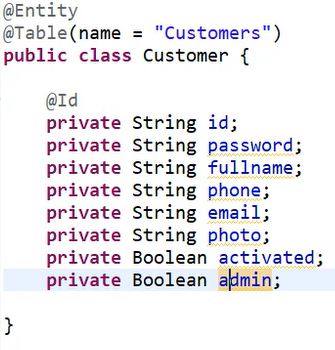 @Entity
@Table(name = "Customers")
public class Customer {
@Id
private String id;
private String password;
private String fullname;
private String phone;
private String email;
private String photo;
private Boolean activated;
private Boolean admin;
}